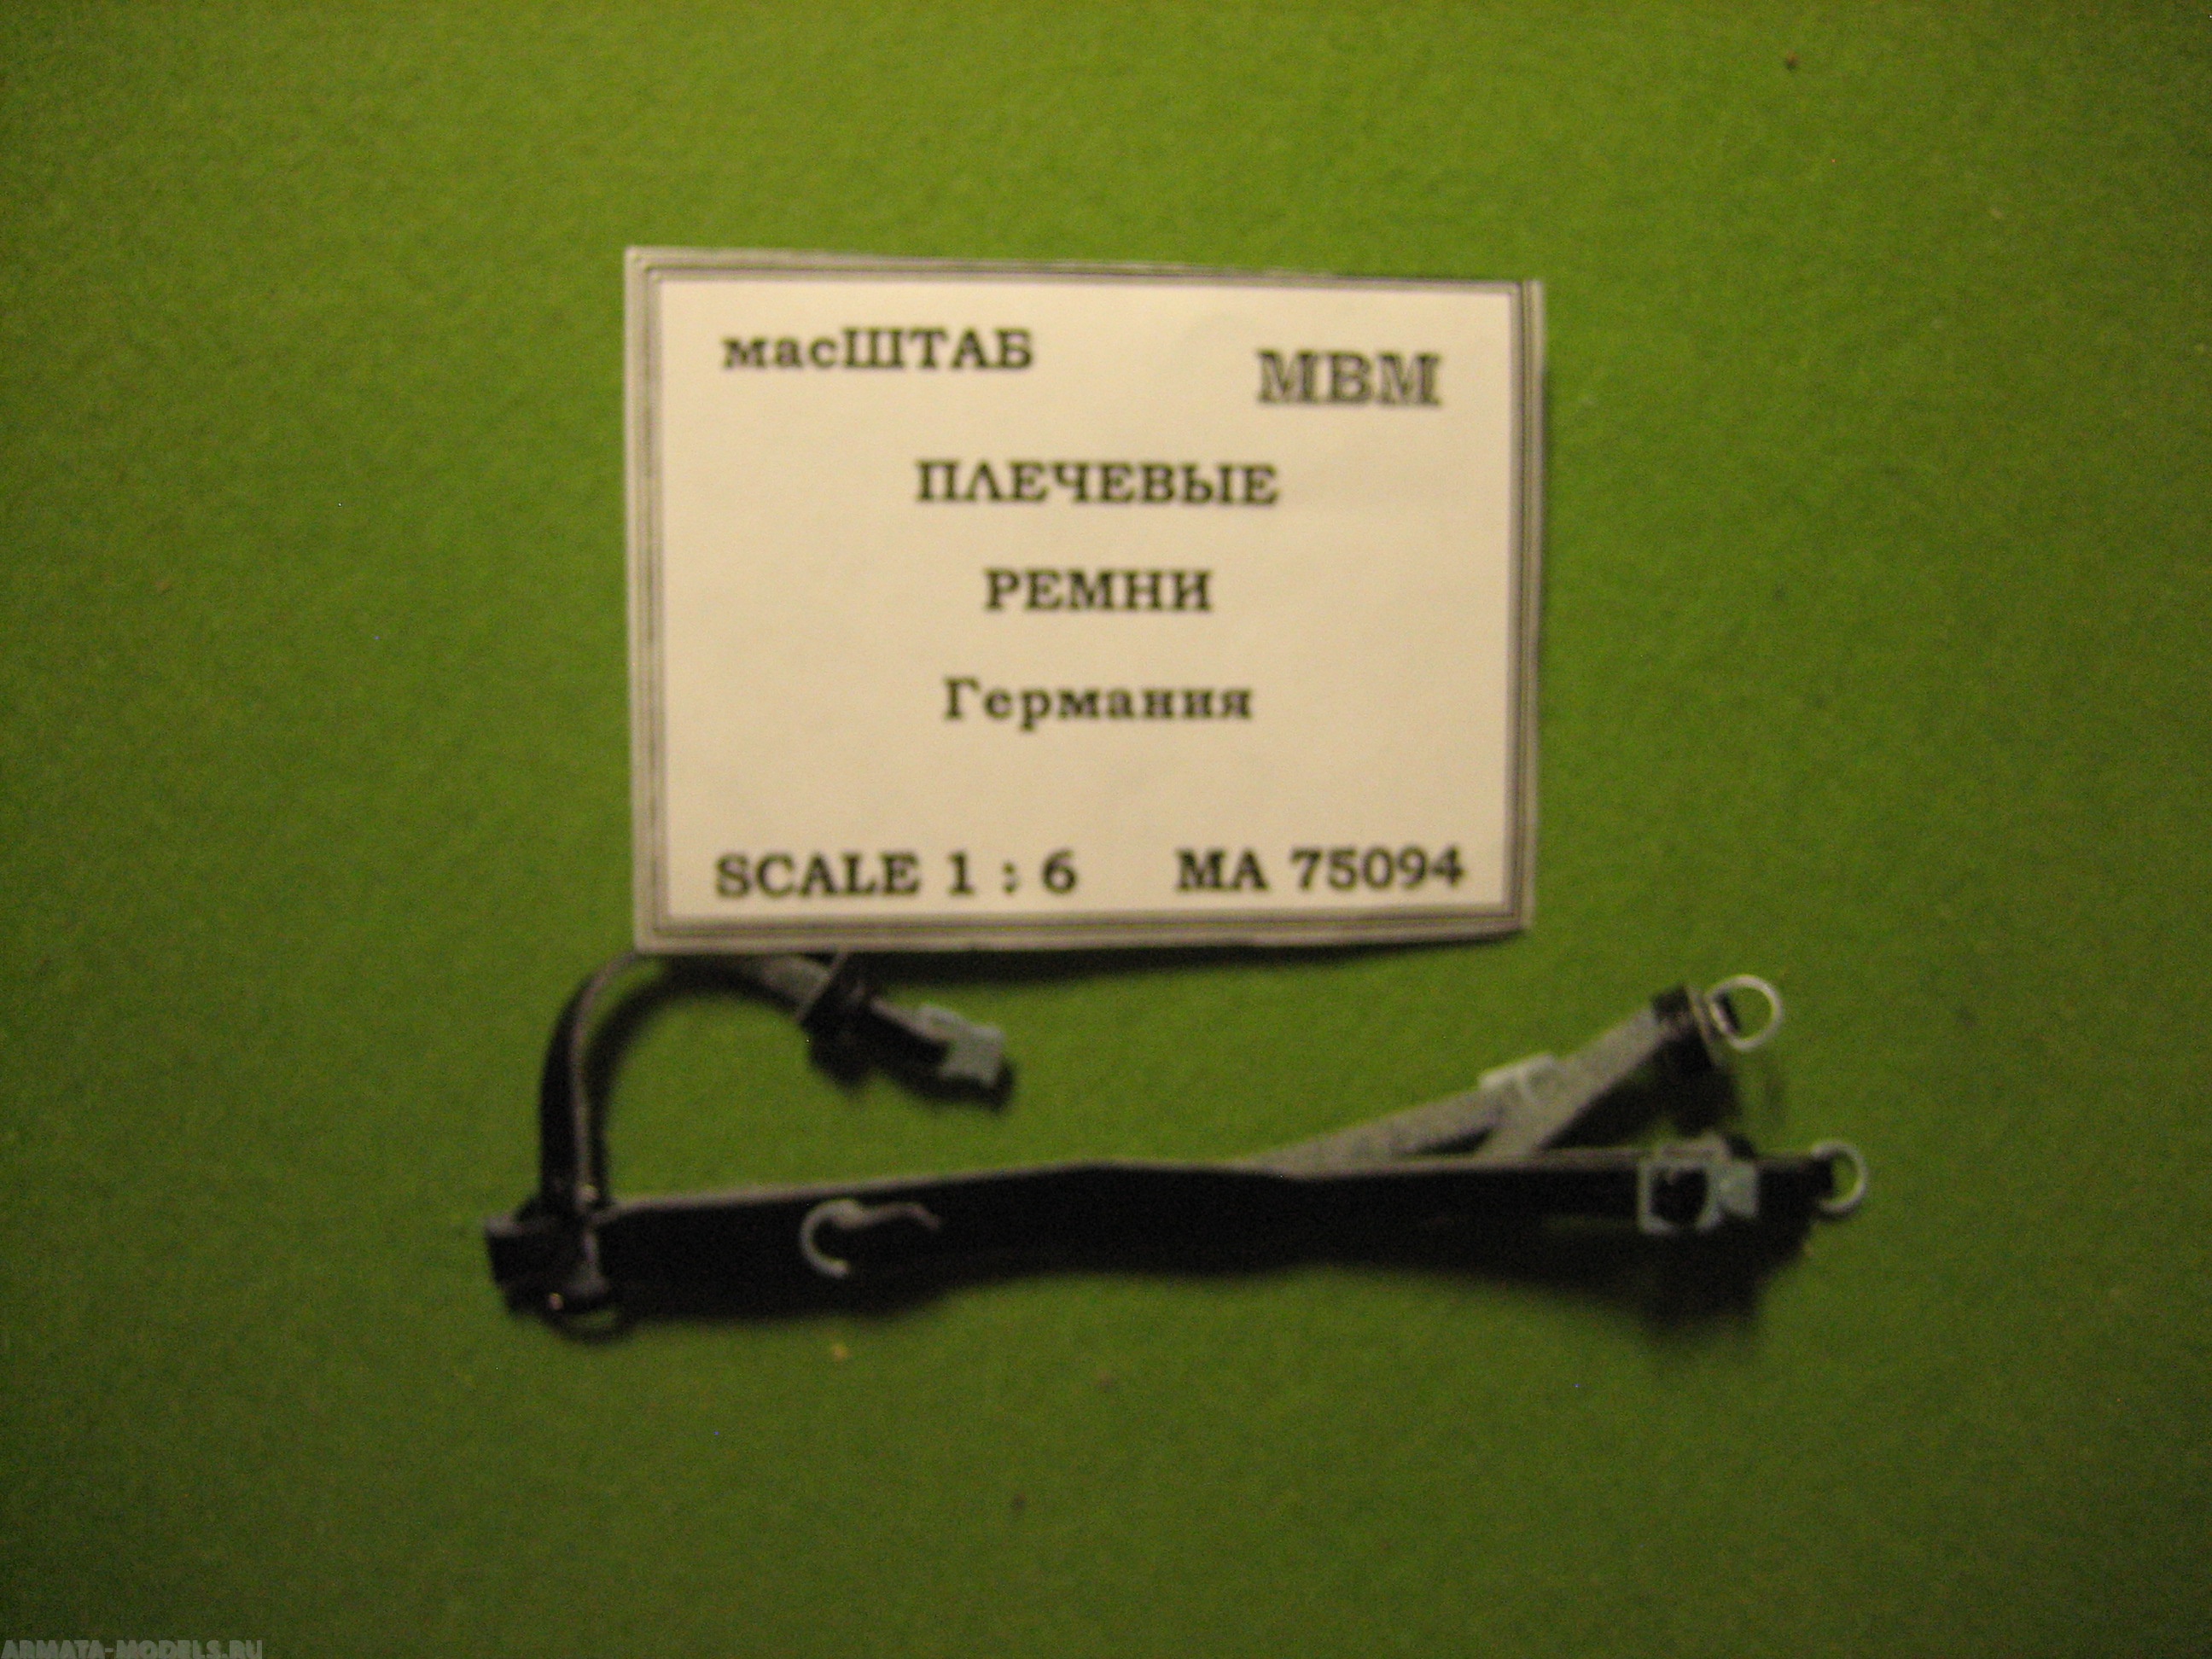 масШТАБ MBM
ПЛЕЧЕВЫЕ
РЕМНИ
Германия
SCALE 1 : 6 MA 75094
ARMATA-MODELS.RU